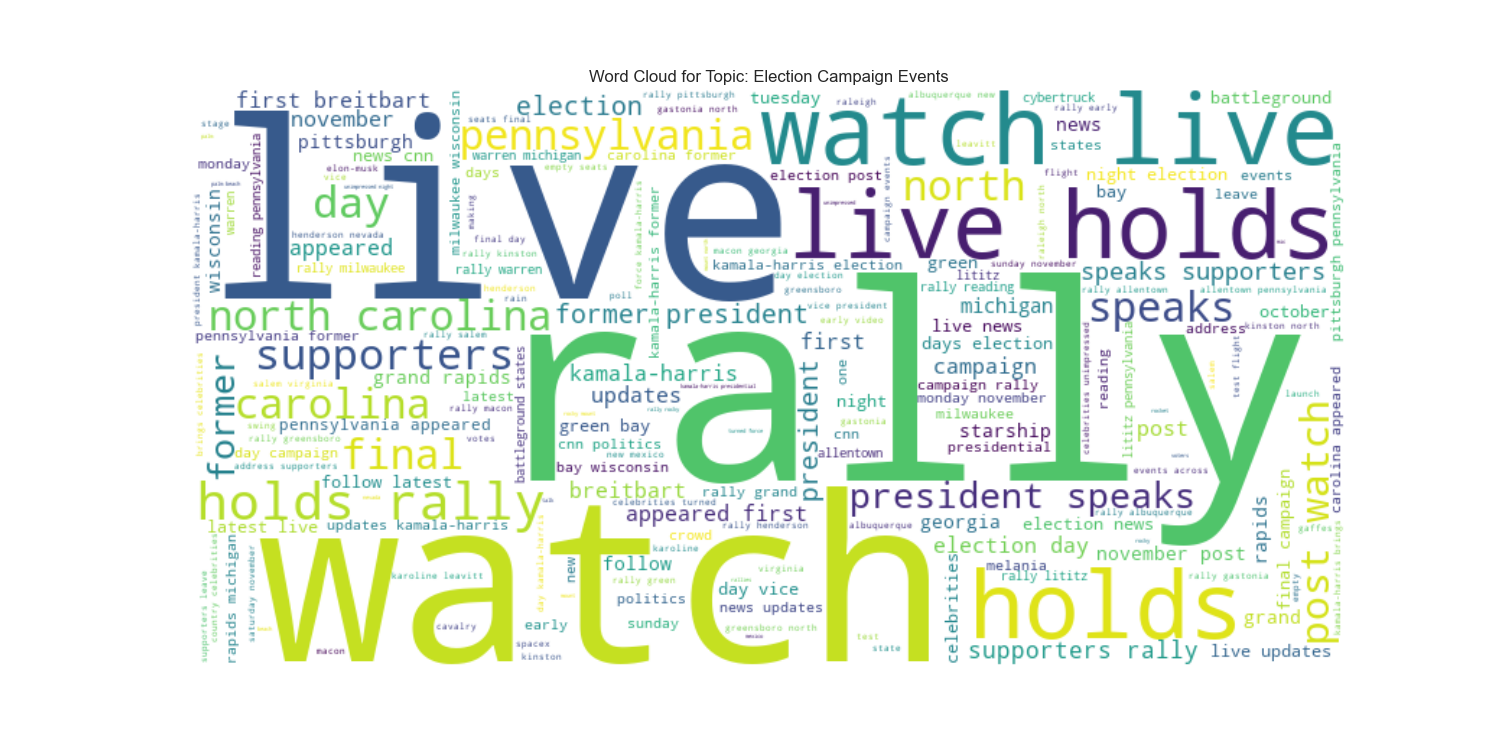 Word Cloud for Topic: Election Campaign Events
first breitbart
november
pittsburgh
news cnn
monday
stage
elon-musk
vice
day
appeared
henderson nevada
rally milwaukee
reading pennsylvania
warren
wisconsin
president kamala-harris
milwaukee wisconsin
live
election
rally pittsburgh
gastonia north
seats final
pennsylvania
warren michigan
carolina former
days
empty seats
making
final day
rally kinston
rally warren
henderson
rain
poll
greensboro
force kamala-harris
kamala-harris former
tuesday
raleigh
albuquerque new
cybertruck
rally early
battleground
news
states
leavitt
watch live
election post
north
flight
night election
events
bay
leave
campaign events
raleigh north
pittsburgh pennsylvania
live holds
unimpressed
unimpressed night
palm beach
macon georgia
kamala-harris election
day election
green
sunday november
lititz
rally reading
speaks supporters
rally allentown
allentown pennsylvania
north carolina
former president
vice president
early video
michigan
speaks
october
kinston north
address
pennsylvania former
rally salem
supporters
first
live news
days election
rally
grand rapids
kamala-harris
kamala-harris presidential
campaign
campaign rally
monday november
reading
celebrities unimpressed
lititz pennsylvania
test flight
salem
launch
brings celebrities
former
salem virginia
carolina
latest
rally macon
updates
one
night
president
milwaukee
gastonia
swing
pennsylvania appeared
votes
green bay
cnn politics
new mexico
turned force
cnn
starship
presidential
allentown
post
voters
rally greensboro
day campaign
final
address supporters
battleground states
bay wisconsin
events across
follow latest
holds rally
breitbart
rally grand
celebrities turned
president speaks
rally albuquerque
latest live
updates kamala-harris
appeared first
rally henderson
albuquerque
georgia
election news
crowd
election day
november post
rapids
gaffes
post watch
carolina appeared
kamala-harris brings
final campaign
empty
watch
karoline
follow
new
virginia
melania
rally lititz
rally gastonia
karoline leavitt
rally green
day vice
politics
news updates
holds
grand
celebrities
supporters leave
country celebrities
rapids michigan
saturday november
day kamala-harris
cavalry
early
sunday
greensboro north
mexico
test
state
macon
spacex
kinston
supporters rally
live updates